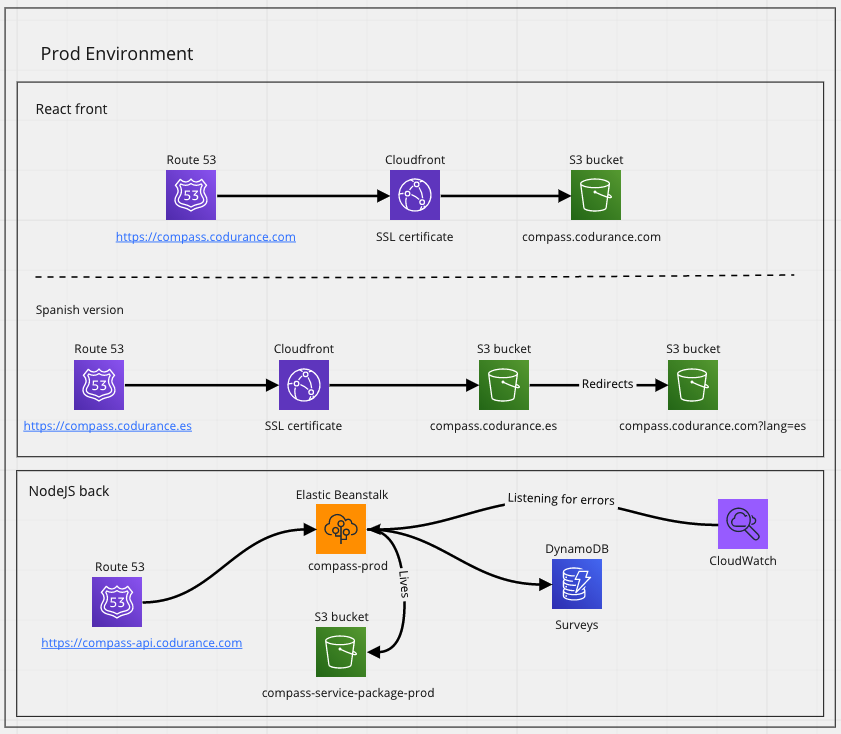 Prod Environment
React front
Route 53
Cloudfront
S3 bucket
53
https://compass.codurance.com
SSL certificate
compass.codurance.com
Spanish version
Route 53
Cloudfront
S3 bucket
S3 bucket
53
Redirects
https://compass.codurance.es
SSL certificate
compass.codurance.es
compass.codurance.com?lang=es
NodeJS back
Elastic Beanstalk
Listening for errors
compass-prod
DynamoDB
CloudWatch
Route 53
53
Lives
https://compass-api.codurance.com
S3 bucket
Surveys
compass-service-package-prod